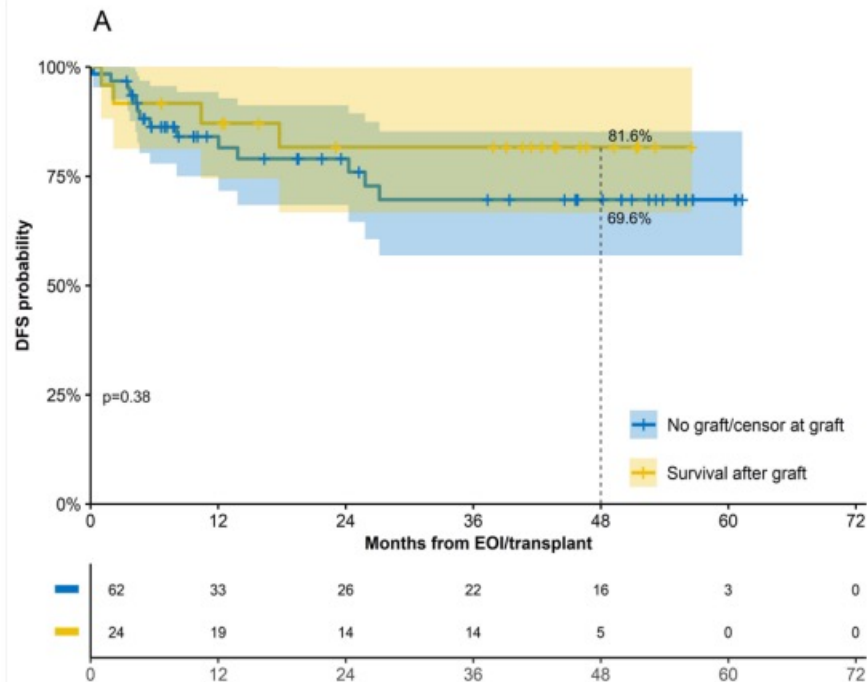 A
100%
75%
50%
25%
0%
DFS probability
81.6%
69.6%
p=0.38
No graft/censor at graft
Survival after graft
0 12 24 36 48 60 72
Months from EOI/transplant
62 33 26 22 16 3 0
24 19 14 14 5 0 0
0 12 24 36 48 60 72